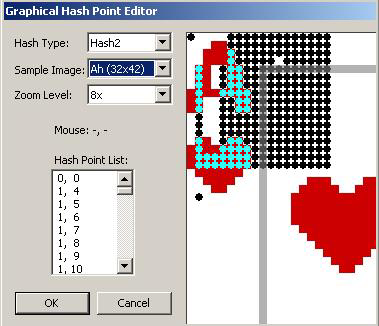 Graphical Hash Point Editor
Hash Type: Hash2
Sample Image: Ah (32x42)
Zoom Level: 8x
Mouse: -, -
Hash Point List:
0, 0
1, 4
1, 5
1, 6
1, 7
1, 8
1, 9
1, 10
OK Cancel